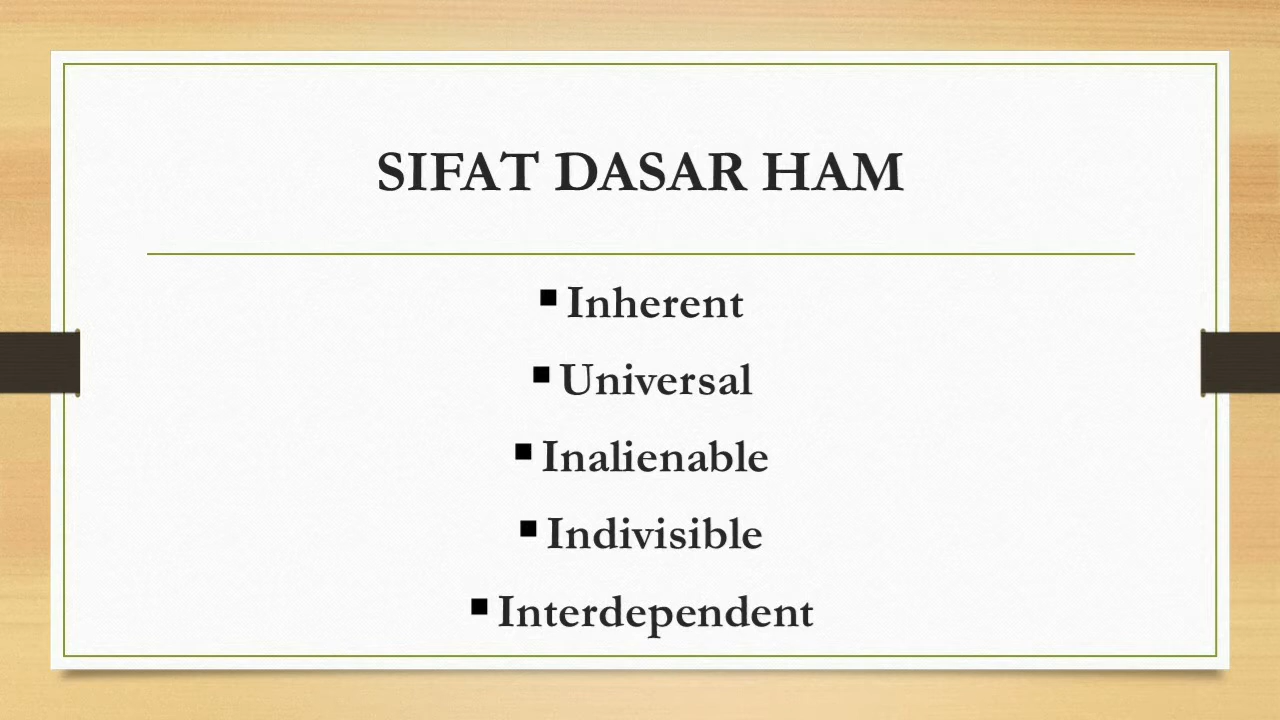 SIFAT DASAR HAM
▪ Inherent
▪ Universal
▪ Inalienable
▪ Indivisible
▪ Interdependent